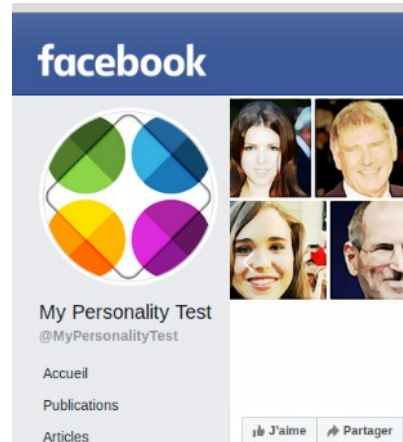 facebook
My Personality Test
@MyPersonalityTest
Accueil
Publications
Articles
J'aime Partager